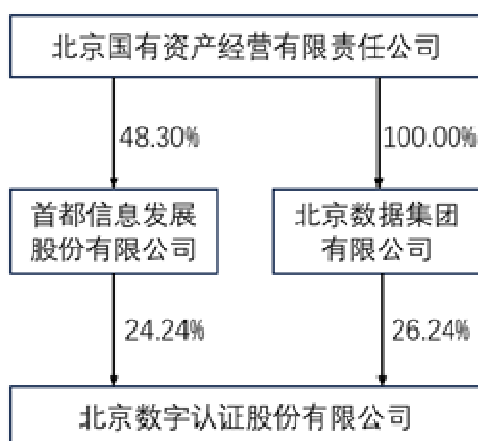 北京国有资产经营有限责任公司
48.30%
100.00%
首都信息发展
股份有限公司
北京数据集团
有限公司
24.24%
26.24%
北京数字认证股份有限公司